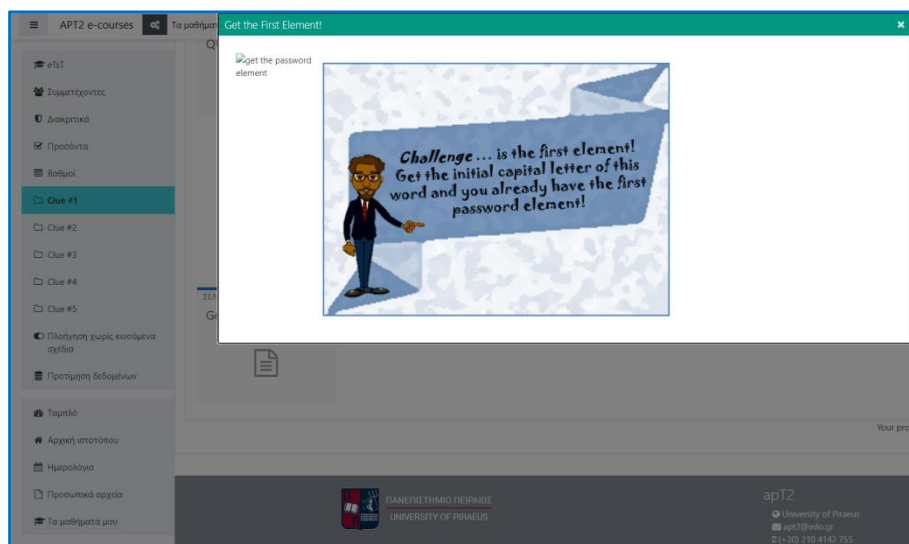 APT2 e-courses
Get the First Element!
get the password
element
Challenge... is the first element!
Get the initial capital letter of this
word and you already have the first
password element!
eTsT
Συμμετέχοντες
Διακριτικά
Προσόντα
Βαθμοί
Clue #1
Clue #2
Clue #3
Clue #4
Clue #5
Πλοήγηση χωρίς κινούμενα
σχέδια
Προτίμηση δεδομένων
Ταμπλό
Αρχική ιστοτόπου
Ημερολόγιο
Προσωπικά αρχεία
Τα μαθήματά μου
Your pro
ΠΑΝΕΠΙΣΤΗΜΙΟ ΠΕΙΡΑΙΩΣ
UNIVERSITY OF PIRAEUS
apT2
University of Piraeus
apt2@info.gr
(+30) 210 4142 755